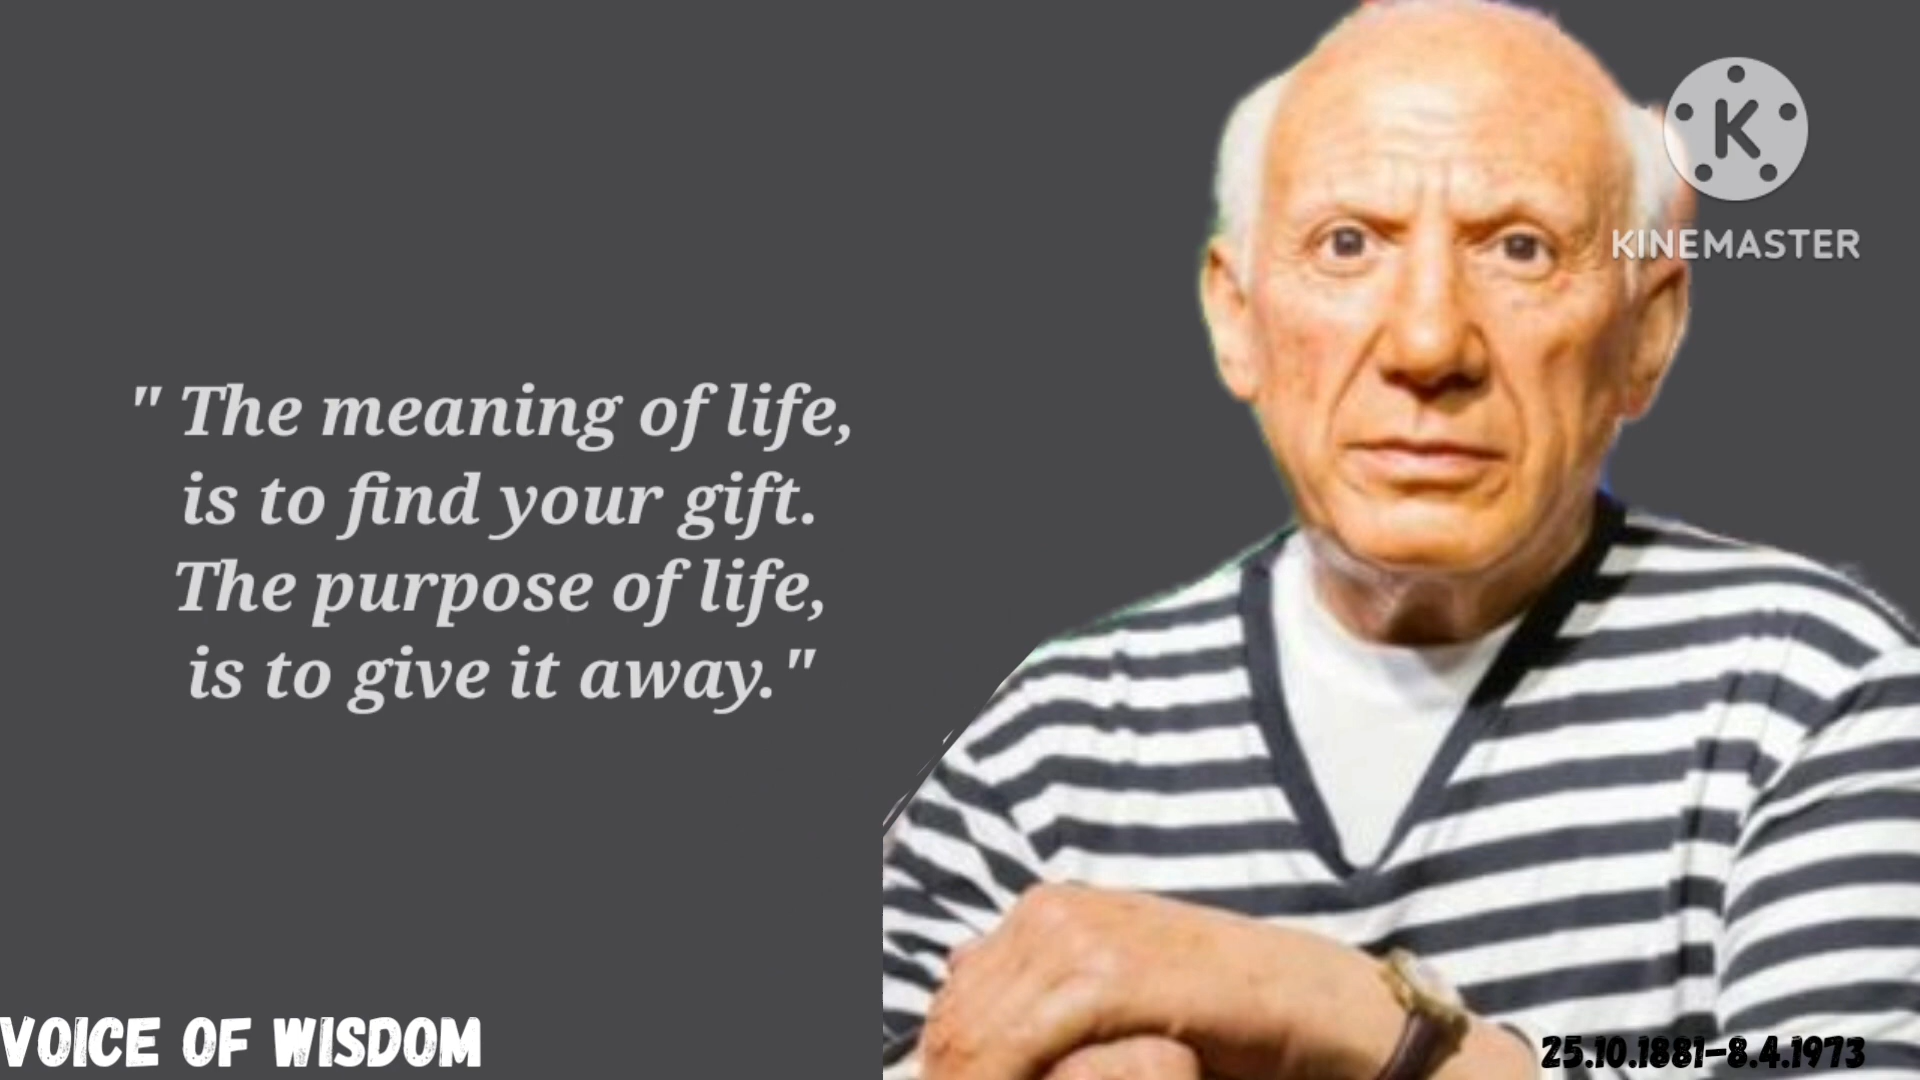 K
KINEMASTER
" The meaning of life,
is to find your gift.
The purpose of life,
is to give it away."
VOICE OF WISDOM
25.10.1881-8.4.1973